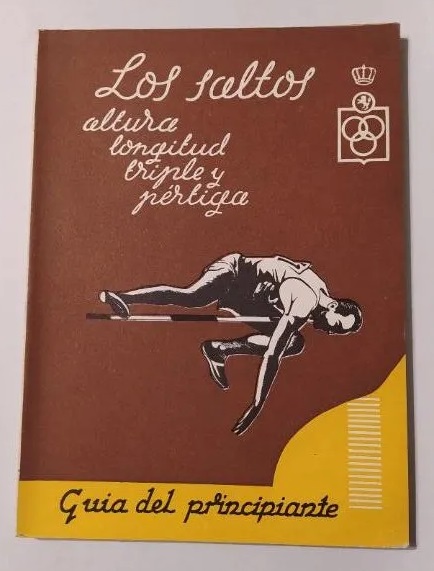 Los saltos
altura
longitud
triple y
pértiga
Guia del principiante